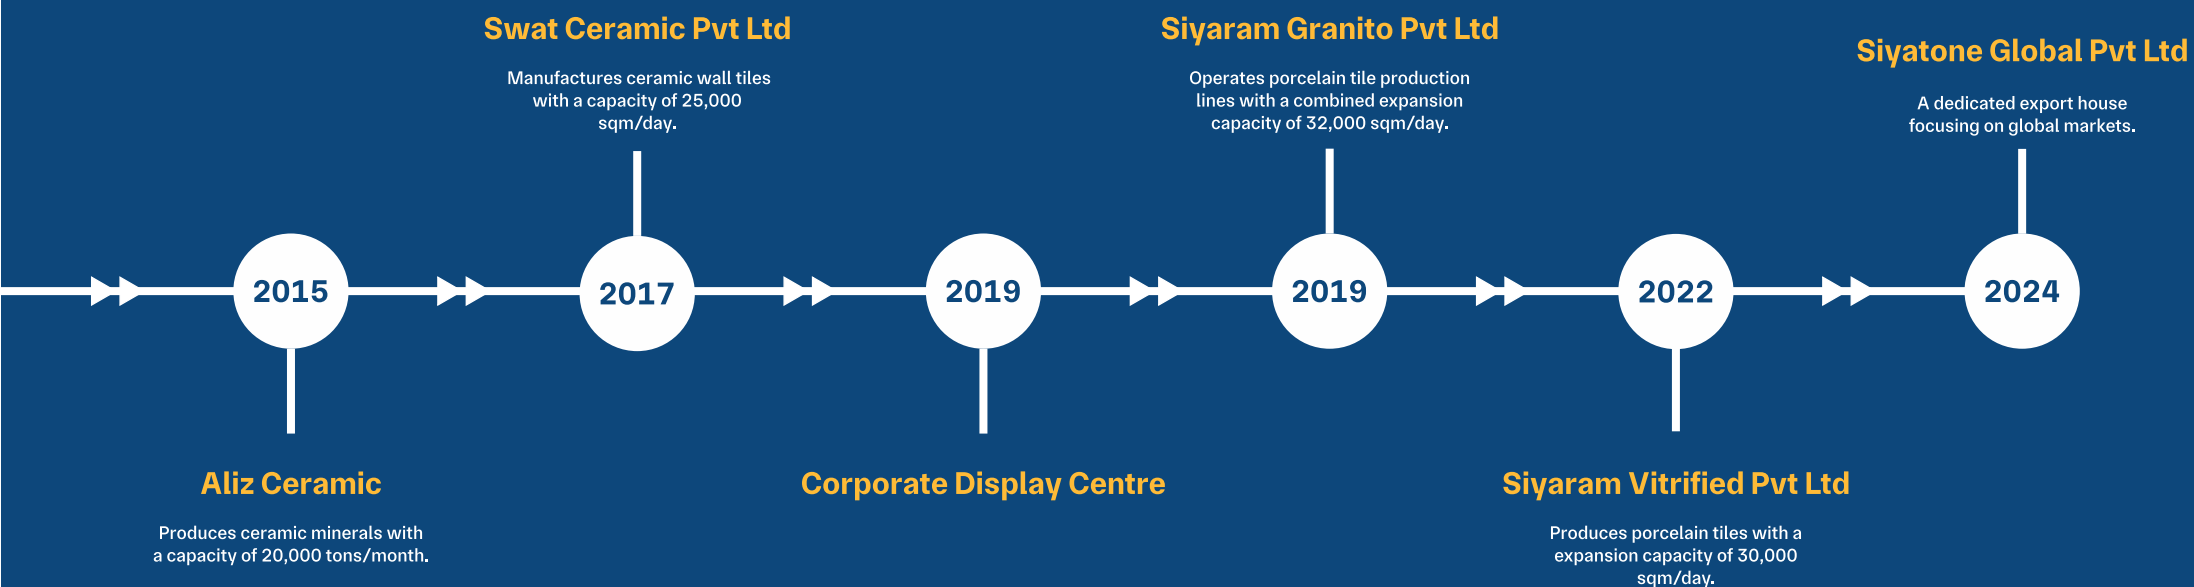 Swat Ceramic Pvt Ltd
Manufactures ceramic wall tiles
with a capacity of 25,000
sqm/day.
Siyaram Granito Pvt Ltd
Operates porcelain tile production
lines with a combined expansion
capacity of 32,000 sqm/day.
Siyatone Global Pvt Ltd
A dedicated export house
focusing on global markets.
2015
2017
2019
2019
2022
2024
Aliz Ceramic
Produces ceramic minerals with
a capacity of 20,000 tons/month.
Corporate Display Centre
Siyaram Vitrified Pvt Ltd
Produces porcelain tiles with a
expansion capacity of 30,000
sqm/day.